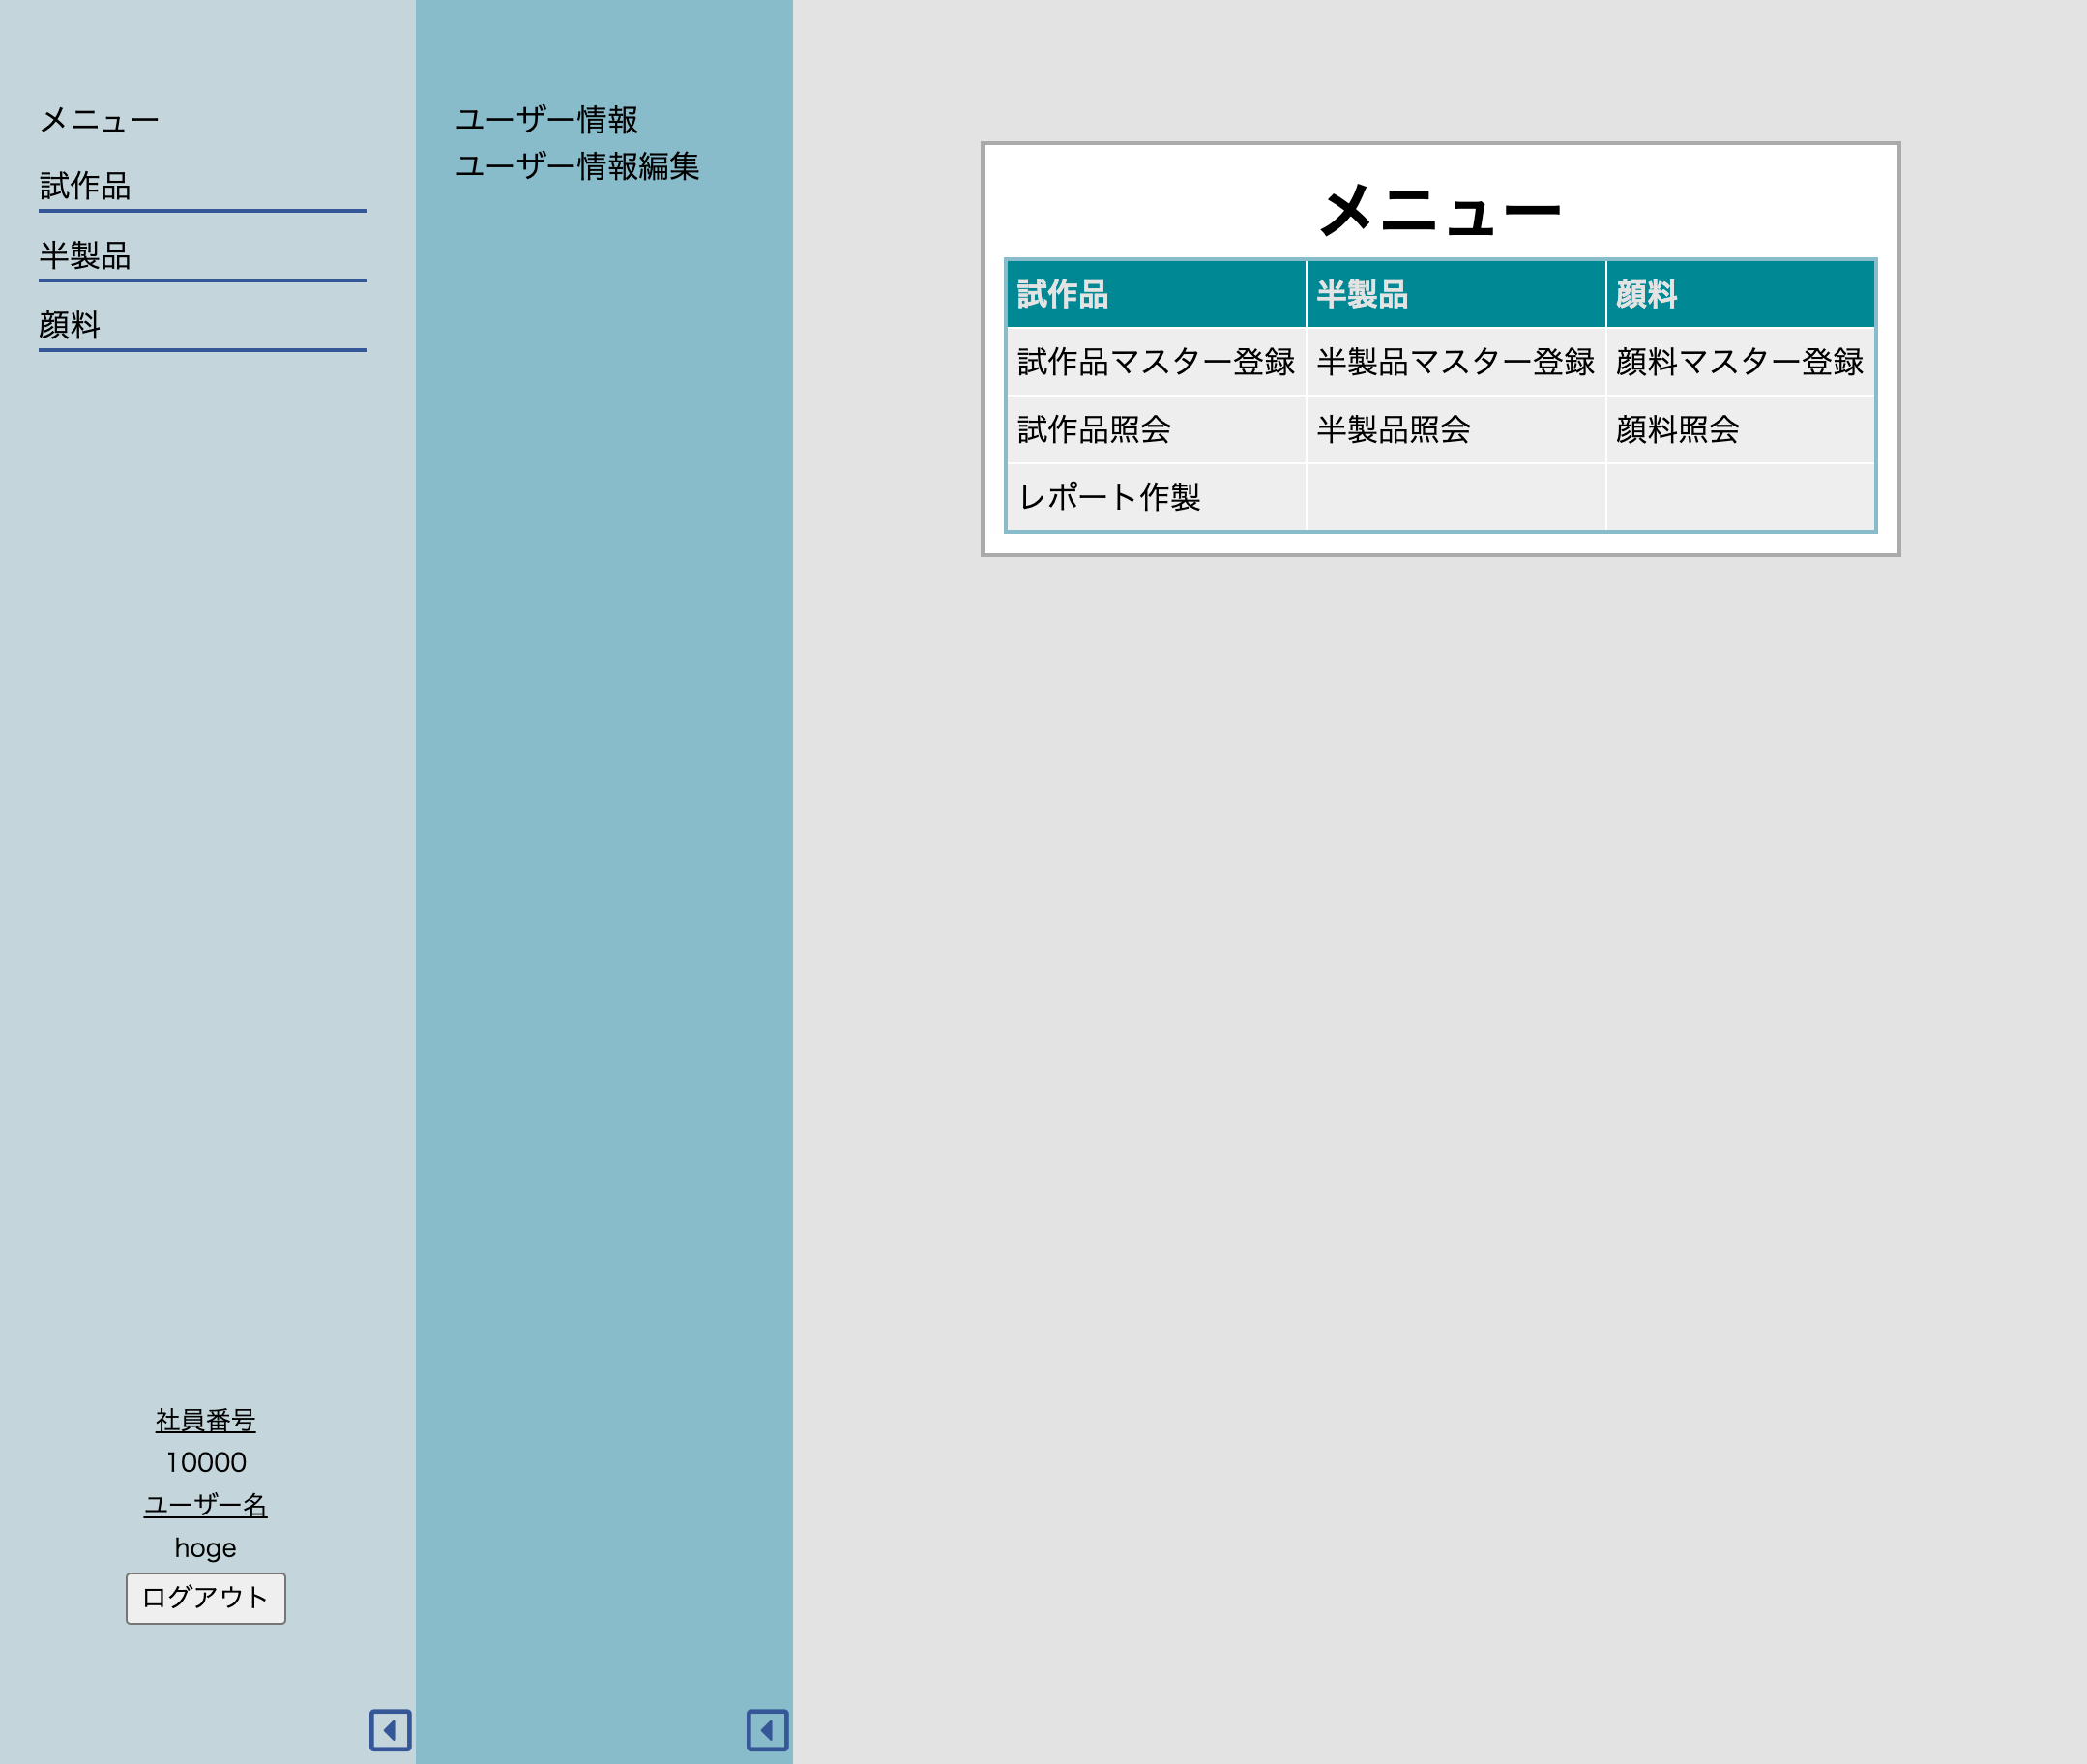 メニュー
試作品
半製品
顔料
社員番号
10000
ユーザー名
hoge
ログアウト
ユーザー情報
ユーザー情報編集
メニュー
試作品 半製品 顔料
試作品マスター登録 半製品マスター登録 顔料マスター登録
試作品照会 半製品照会 顔料照会
レポート作製